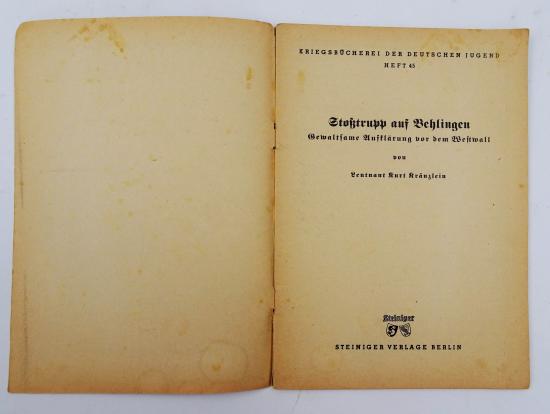 KRIEGSBÜCHEREI DER DEUTSCHEN JUGEND
HEFT 45
Stoßtrupp auf Vehlingen
Gewaltsame Aufklärung vor dem Westwall
von
Leutnant Kurt Kränzlein
Steiniger
STEINIGER VERLAGE BERLIN